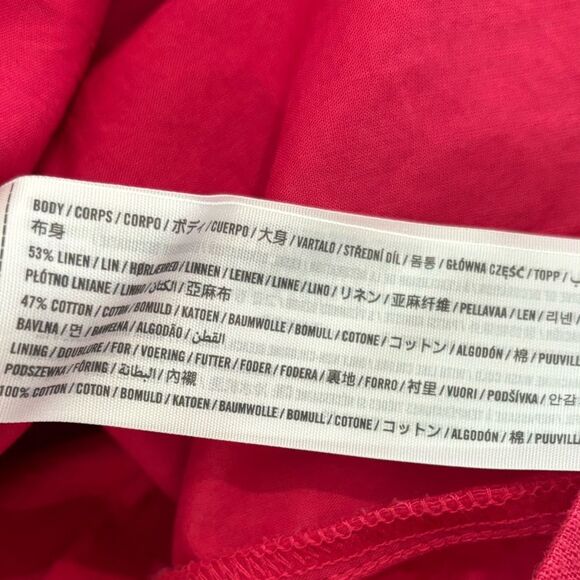 BODY / CORPS / CORPO / ボディ / CUERPO / 大身 / VARTALO / STŘEDNÍ DÍL / 몸통 / GŁÓWNA CZĘŚĆ / TOPP /
布身
53% LINEN / LIN / HØRLÆRRED / LINNEN / LEINEN / LINNE / LINO / リネン / 亚麻纤维 / PELLAVAA / LEN / 리넨
PŁÓTNO LNIANE / LINHO / الكتان / 亞麻布
47% COTTON / COTON / BOMULD / KATOEN / BAUMWOLLE / BOMULL / COTONE / コットン / ALGODÓN / 棉 / PUUVILL
BAVLNA / 면 / BAWEŁNA / ALGODÃO / القطن
LINING / DOUBLURE / FOR / VOERING / FUTTER / FODER / FODERA / 裏地 / FORRO / 衬里 / VUORI / PODŠÍVKA / 안감
PODSZEWKA / FÓRING / البطانة / 內襯
100% COTTON / COTON / BOMULD / KATOEN / BAUMWOLLE / BOMULL / COTONE / コットン / ALGODÓN / 棉 / PUUVILLA